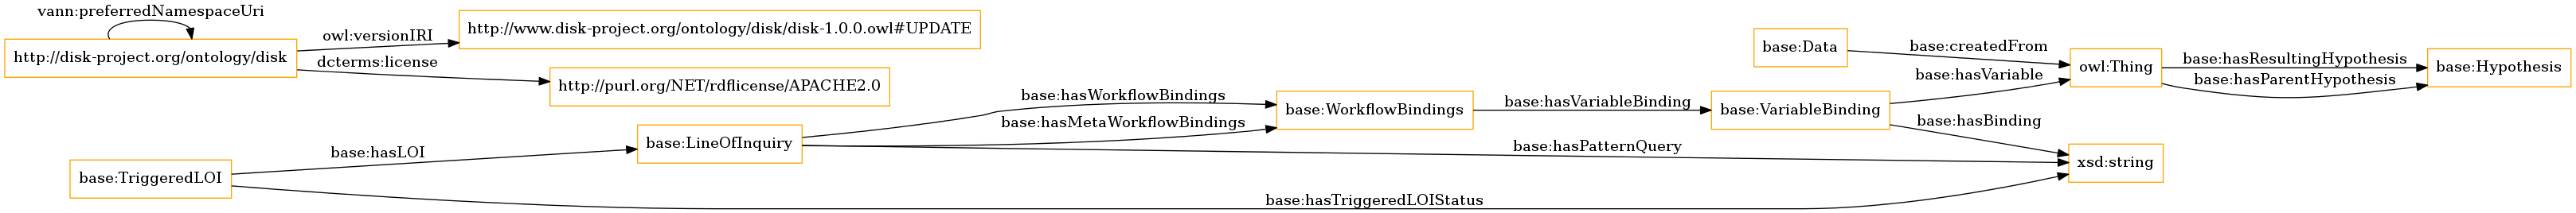 vann:preferredNamespaceUri
http://disk-project.org/ontology/disk
owl:versionIRI
http://www.disk-project.org/ontology/disk/disk-1.0.0.owl#UPDATE
dcterms:license
http://purl.org/NET/rdflicense/APACHE2.0
base:TriggeredLOI
base:hasLOI
base:LineOfInquiry
base:hasWorkflowBindings
base:hasMetaWorkflowBindings
base:WorkflowBindings
base:hasVariableBinding
base:VariableBinding
base:hasPatternQuery
base:hasTriggeredLOIStatus
base:Data
base:createdFrom
base:hasVariable
base:hasBinding
owl:Thing
xsd:string
base:hasResultingHypothesis
base:hasParentHypothesis
base:Hypothesis